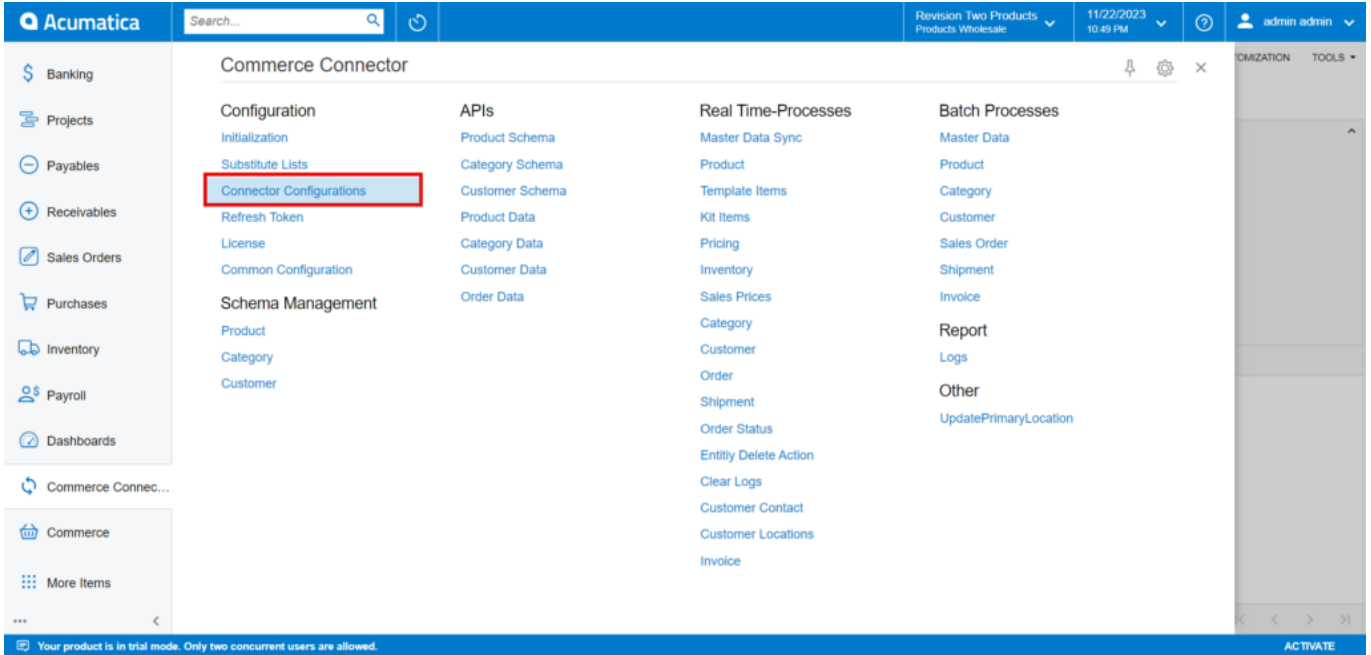 Acumatica
Search...
Revision Two Products
Products Wholesale
11/22/2023
10:49 PM
admin admin
Banking
Projects
Payables
Receivables
Sales Orders
Purchases
Inventory
Payroll
Dashboards
Commerce Connec...
Commerce
More Items
Commerce Connector
Configuration
Initialization
Substitute Lists
Connector Configurations
Refresh Token
License
Common Configuration
Schema Management
Product
Category
Customer
APIs
Product Schema
Category Schema
Customer Schema
Product Data
Category Data
Customer Data
Order Data
Real Time-Processes
Master Data Sync
Product
Template Items
Kit Items
Pricing
Inventory
Sales Prices
Category
Customer
Order
Shipment
Order Status
Entitiy Delete Action
Clear Logs
Customer Contact
Customer Locations
Invoice
Batch Processes
Master Data
Product
Category
Customer
Sales Order
Shipment
Invoice
Report
Logs
Other
UpdatePrimaryLocation
OMIZATION TOOLS
Your product is in trial mode. Only two concurrent users are allowed.
ACTIVATE